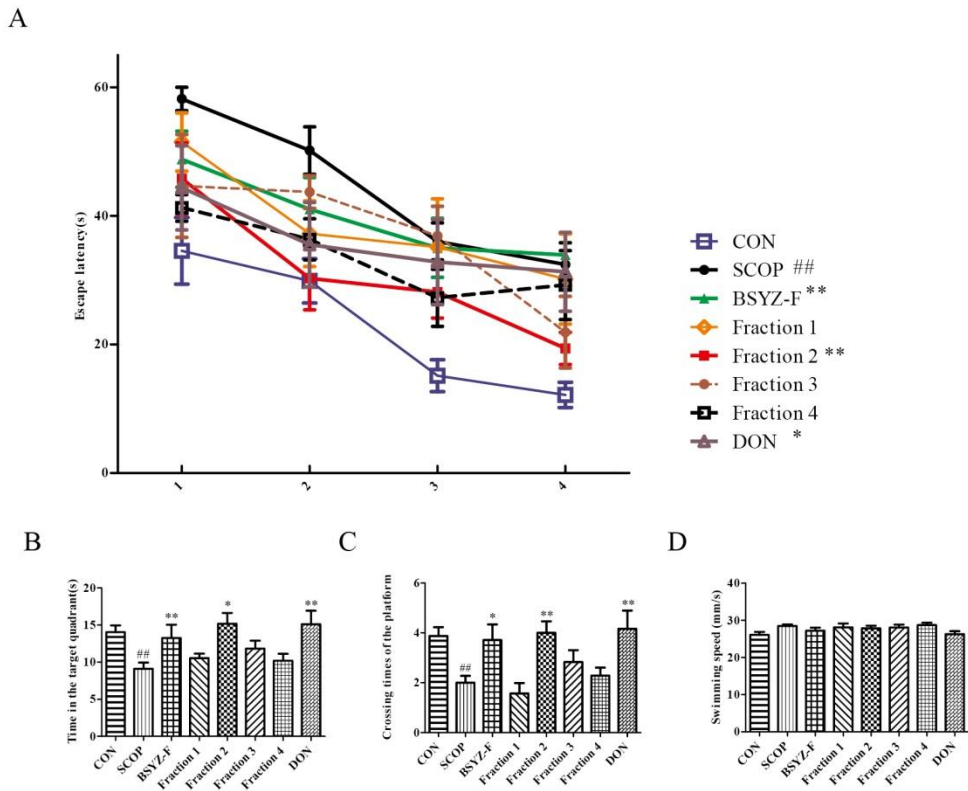 A
60
40
20
0
Escape latency(s)
1 2 3 4
CON
SCOP ##
BSYZ-F **
Fraction 1
Fraction 2 **
Fraction 3
Fraction 4
DON *
B
Time in the target quadrant(s)
20
15
10
5
0
## ** * **
CON SCOP BSYZ-F Fraction 1 Fraction 2 Fraction 3 Fraction 4 DON
C
Crossing times of the platform
6
4
2
0
## * ** **
CON SCOP BSYZ-F Fraction 1 Fraction 2 Fraction 3 Fraction 4 DON
D
Swimming speed (mm/s)
40
30
20
10
0
CON SCOP BSYZ-F Fraction 1 Fraction 2 Fraction 3 Fraction 4 DON